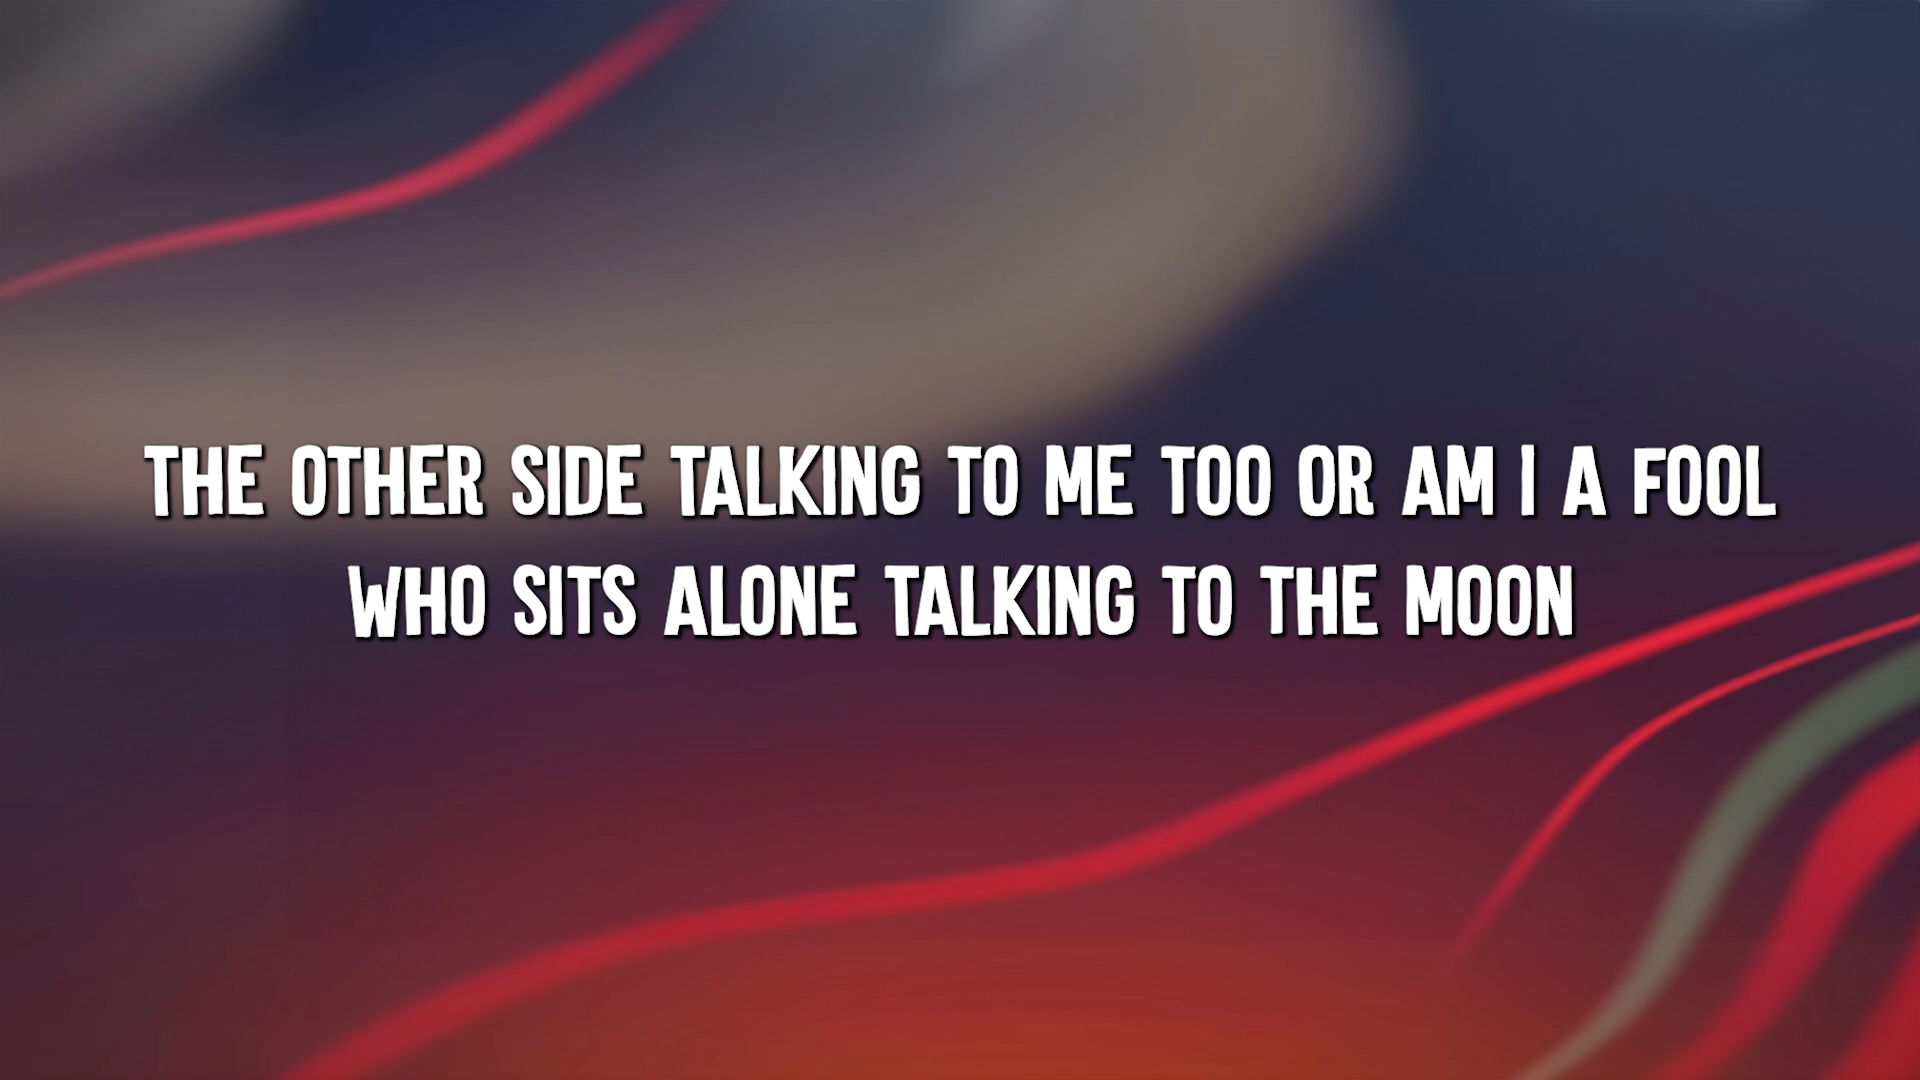 THE OTHER SIDE TALKING TO ME TOO OR AM I A FOOL
WHO SITS ALONE TALKING TO THE MOON